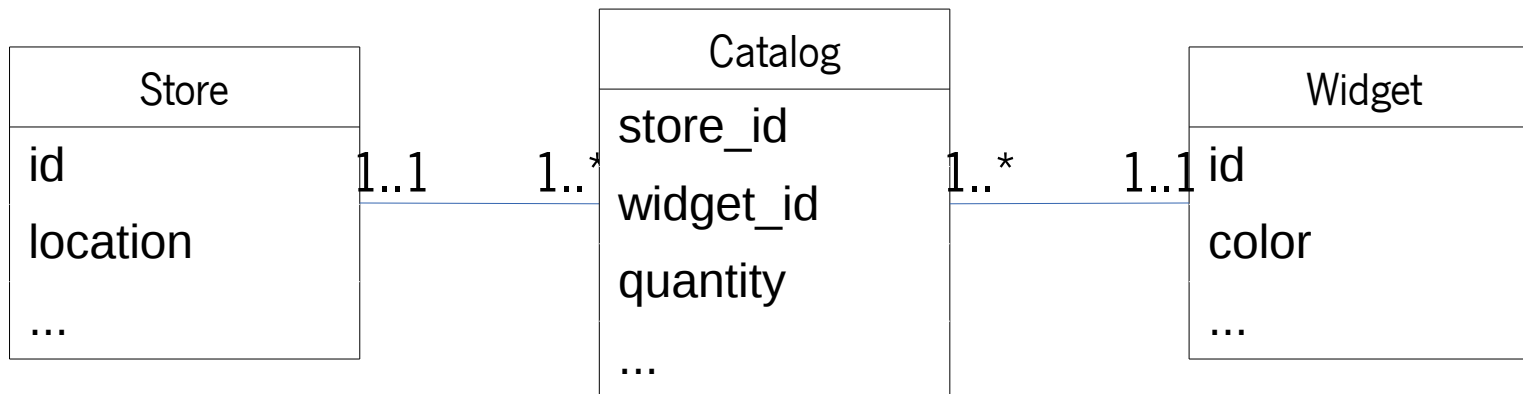 Store
id
location
...
1..1
1..*
Catalog
store_id
widget_id
quantity
...
1..*
1..1
Widget
id
color
...